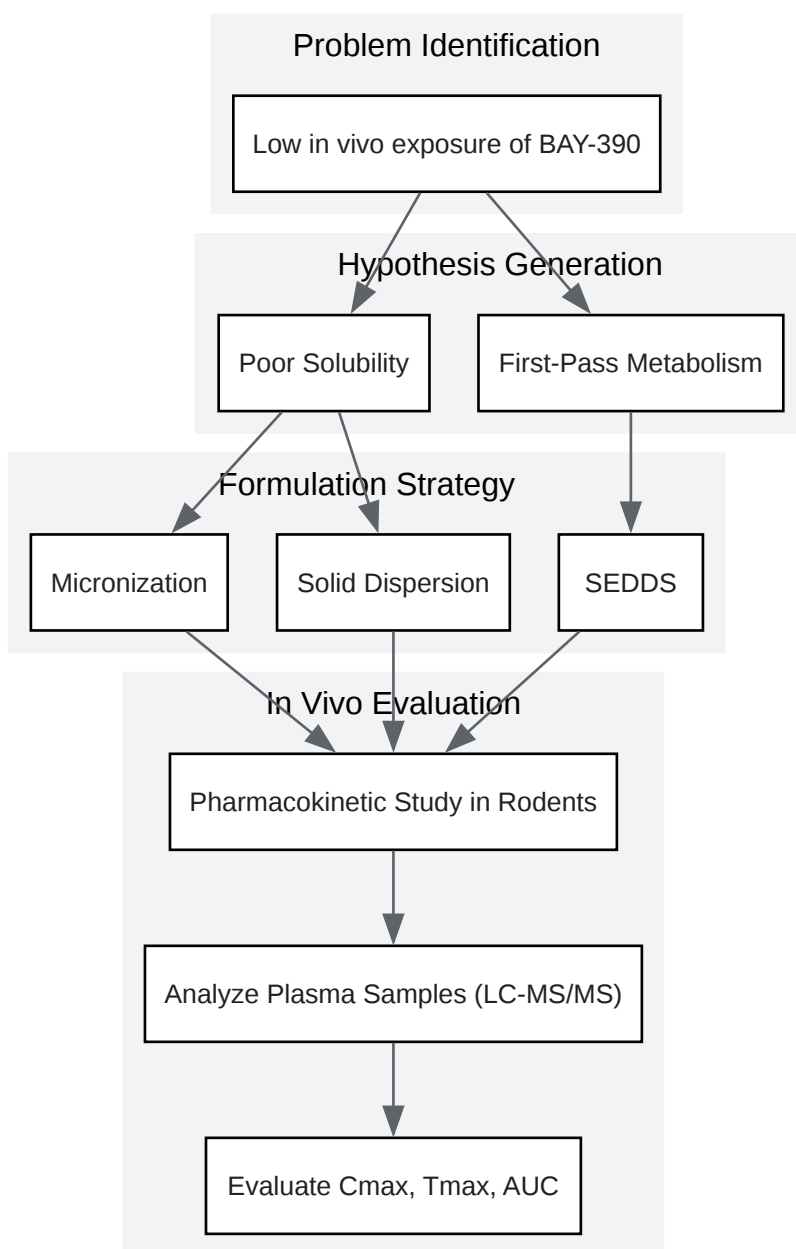 Problem Identification
Low in vivo exposure of BAY-390
Hypothesis Generation
Poor Solubility
First-Pass Metabolism
Formulation Strategy
Micronization
Solid Dispersion
SEDDS
In Vivo Evaluation
Pharmacokinetic Study in Rodents
Analyze Plasma Samples (LC-MS/MS)
Evaluate Cmax, Tmax, AUC